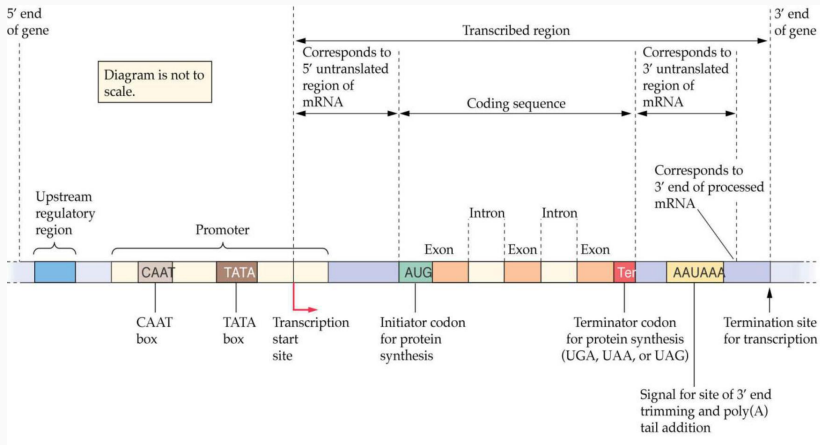 5′ end
of gene
3′ end
of gene
Transcribed region
Diagram is not to
scale.
Corresponds to
5′ untranslated
region of
mRNA
Coding sequence
Corresponds to
3′ untranslated
region of
mRNA
Corresponds to
3′ end of processed
mRNA
Upstream
regulatory
region
Promoter
Exon
Intron
Exon
Intron
Exon
CAAT
TATA
AUG
Ter
AAUAAA
CAAT
box
TATA
box
Transcription
start
site
Initiator codon
for protein
synthesis
Terminator codon
for protein synthesis
(UGA, UAA, or UAG)
Termination site
for transcription
Signal for site of 3′ end
trimming and poly(A)
tail addition